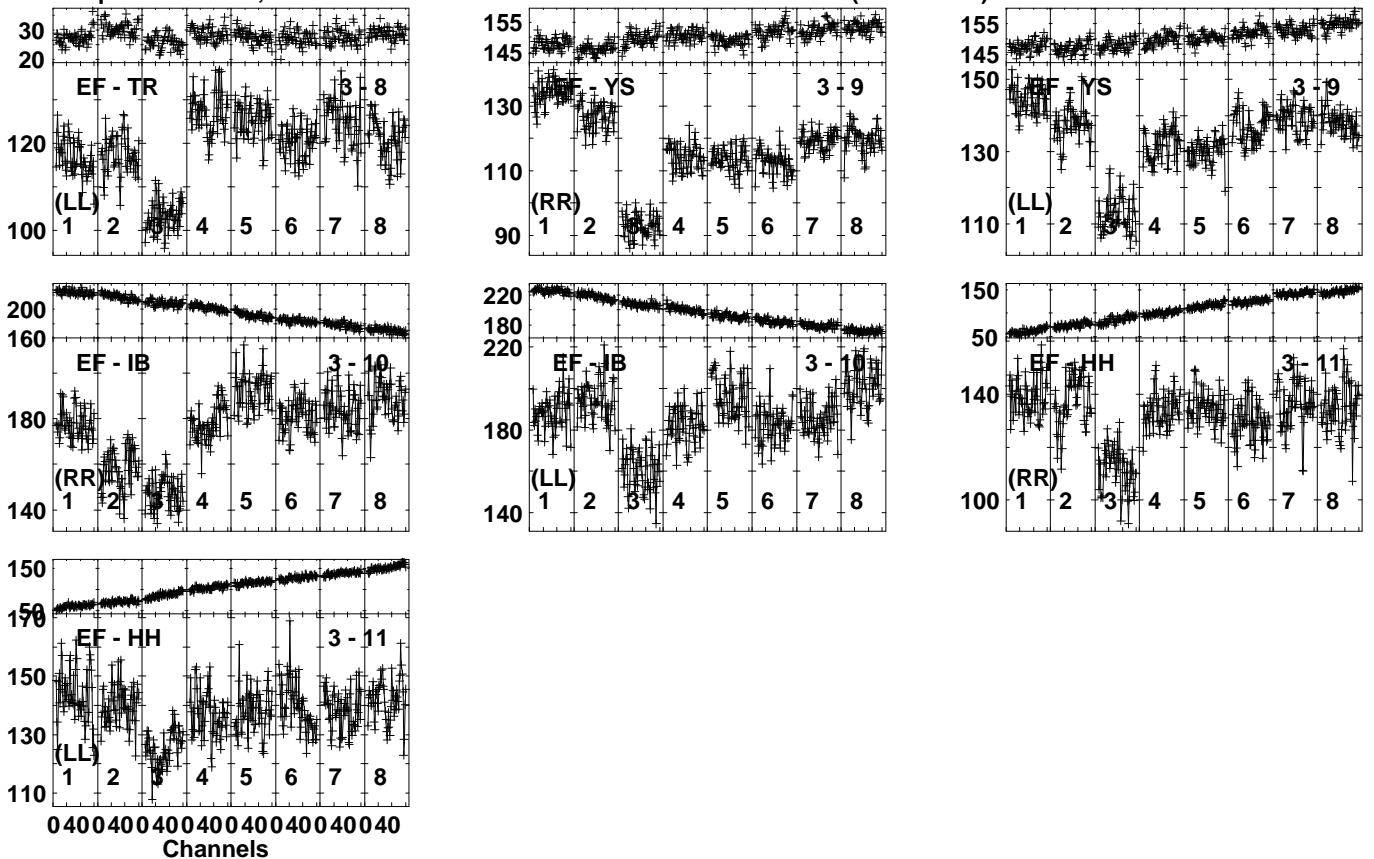 30
20
EF - TR 3 - 8
120
(LL)
100
1 2 3 4 5 6 7 8
155
145
EF - YS 3 - 9
130
110
(RR)
90
1 2 3 4 5 6 7 8
155
145
150
EF - YS 3 - 9
130
(LL)
110
1 2 3 4 5 6 7 8
200
160
EF - IB 3 - 10
180
(RR)
140
1 2 3 4 5 6 7 8
220
180
220
EF - IB 3 - 10
180
(LL)
140
1 2 3 4 5 6 7 8
150
50
EF - HH 3 - 11
140
(RR)
100
1 2 3 4 5 6 7 8
150
50
170
EF - HH 3 - 11
150
130
(LL)
110
1 2 3 4 5 6 7 8
0 40 0 40 0 40 0 40 0 40 0 40 0 40 0 40
Channels